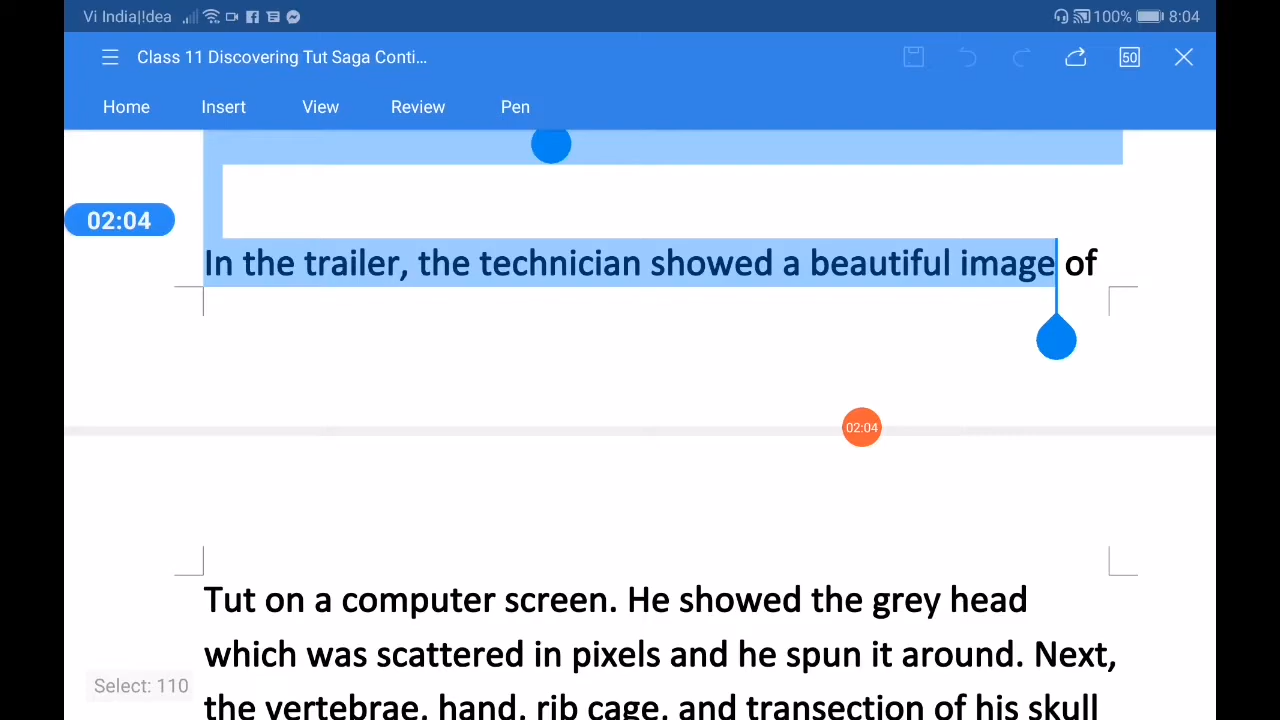 Vi India|!dea 100% 8:04
Class 11 Discovering Tut Saga Conti... 50
Home Insert View Review Pen
02:04
In the trailer, the technician showed a beautiful image of
02:04
Tut on a computer screen. He showed the grey head
which was scattered in pixels and he spun it around. Next,
Select: 110
the vertebrae, hand, rib cage, and transection of his skull